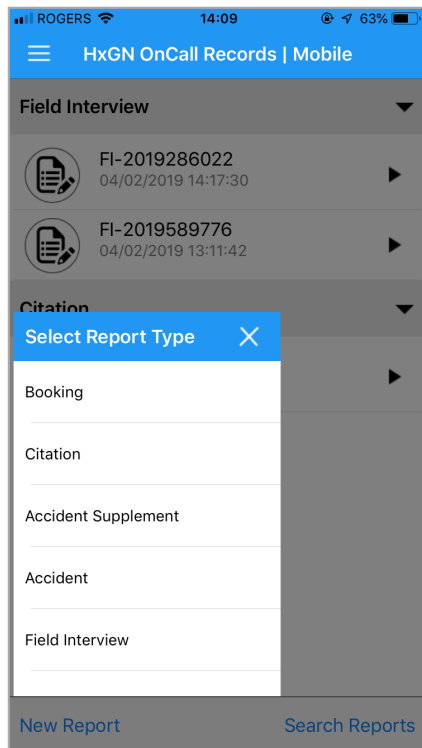 ROGERS 14:09 63%
HxGN OnCall Records | Mobile
Field Interview
FI-2019286022
04/02/2019 14:17:30
FI-2019589776
04/02/2019 13:11:42
Citation
Select Report Type
Booking
Citation
Accident Supplement
Accident
Field Interview
New Report Search Reports